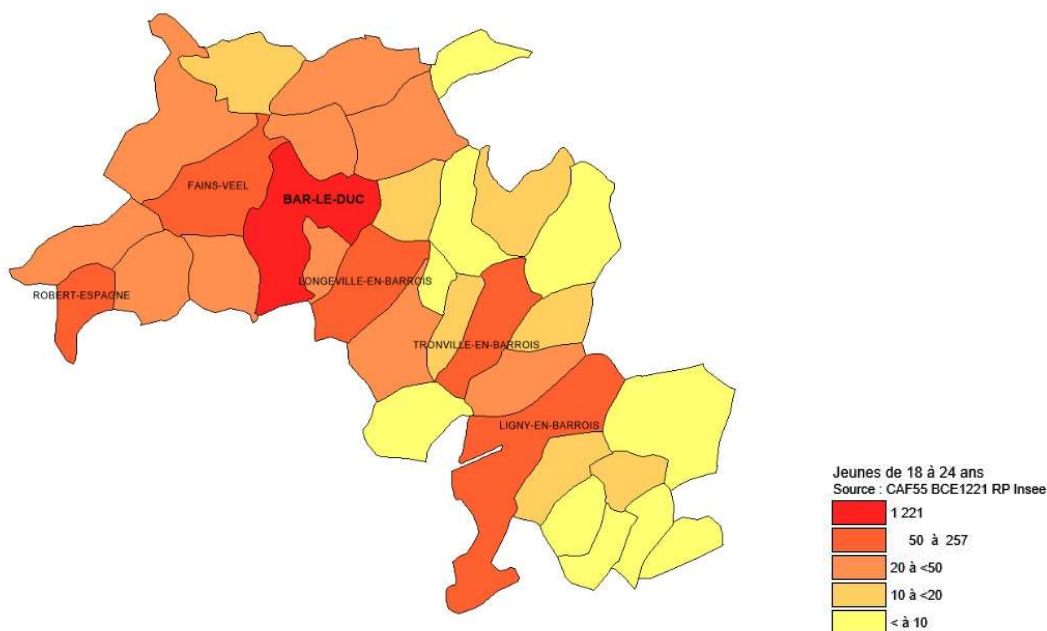 FAINS-VEEL
BAR-LE-DUC
LONGEVILLE-EN-BARROIS
ROBERT-ESPAGNE
TRONVILLE-EN-BARROIS
LIGNY-EN-BARROIS
Jeunes de 18 à 24 ans
Source : CAF55 BCE1221 RP Insee
1 221
50 à 257
20 à <50
10 à <20
< à 10